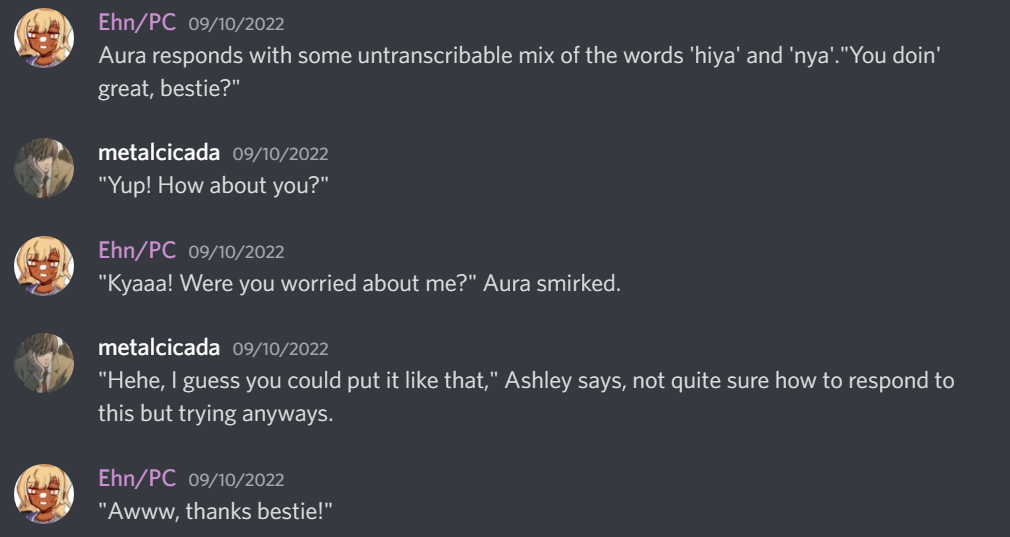 Ehn/PC 09/10/2022
Aura responds with some untranscribable mix of the words 'hiya' and 'nya'."You doin'
great, bestie?"
metalcicada 09/10/2022
"Yup! How about you?"
Ehn/PC 09/10/2022
"Kyaaa! Were you worried about me?" Aura smirked.
metalcicada 09/10/2022
"Hehe, I guess you could put it like that," Ashley says, not quite sure how to respond to
this but trying anyways.
Ehn/PC 09/10/2022
"Awww, thanks bestie!"